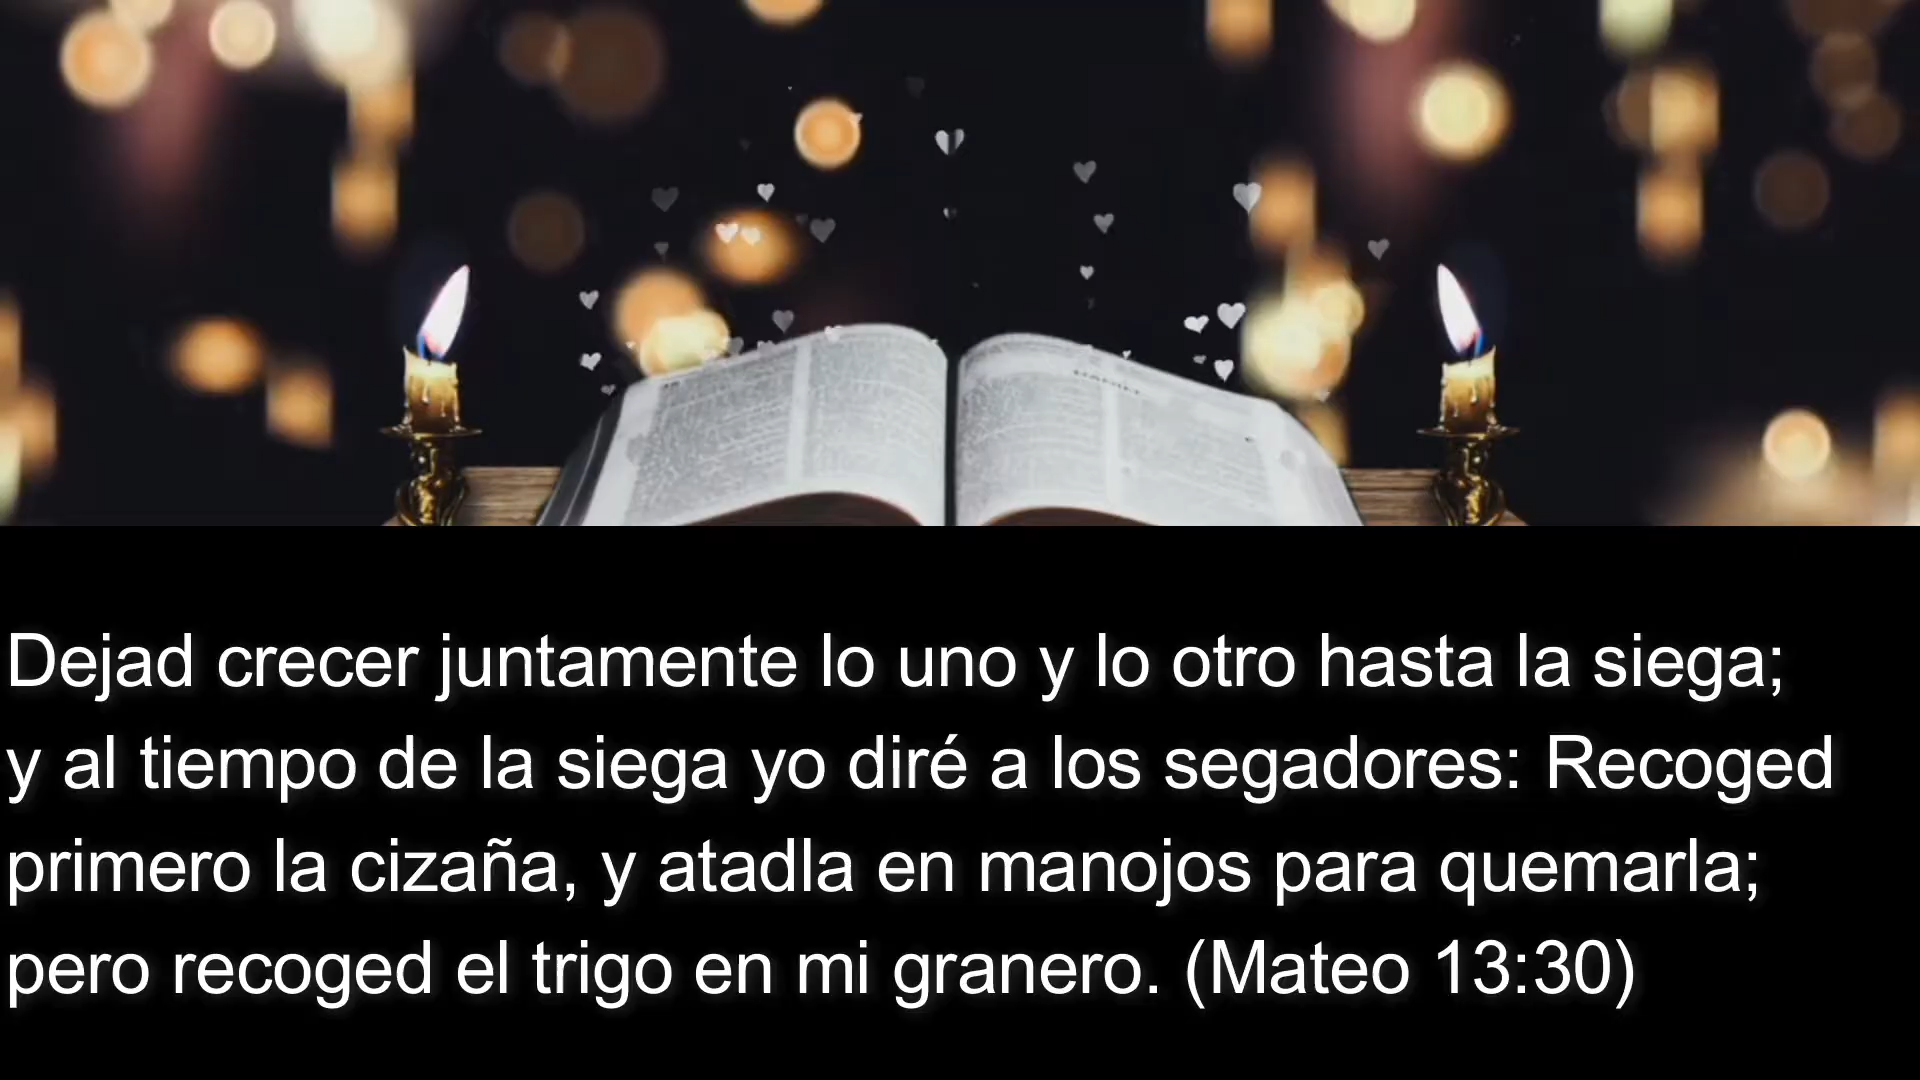 Dejad crecer juntamente lo uno y lo otro hasta la siega;
y al tiempo de la siega yo diré a los segadores: Recoged
primero la cizaña, y atadla en manojos para quemarla;
pero recoged el trigo en mi granero. (Mateo 13:30)